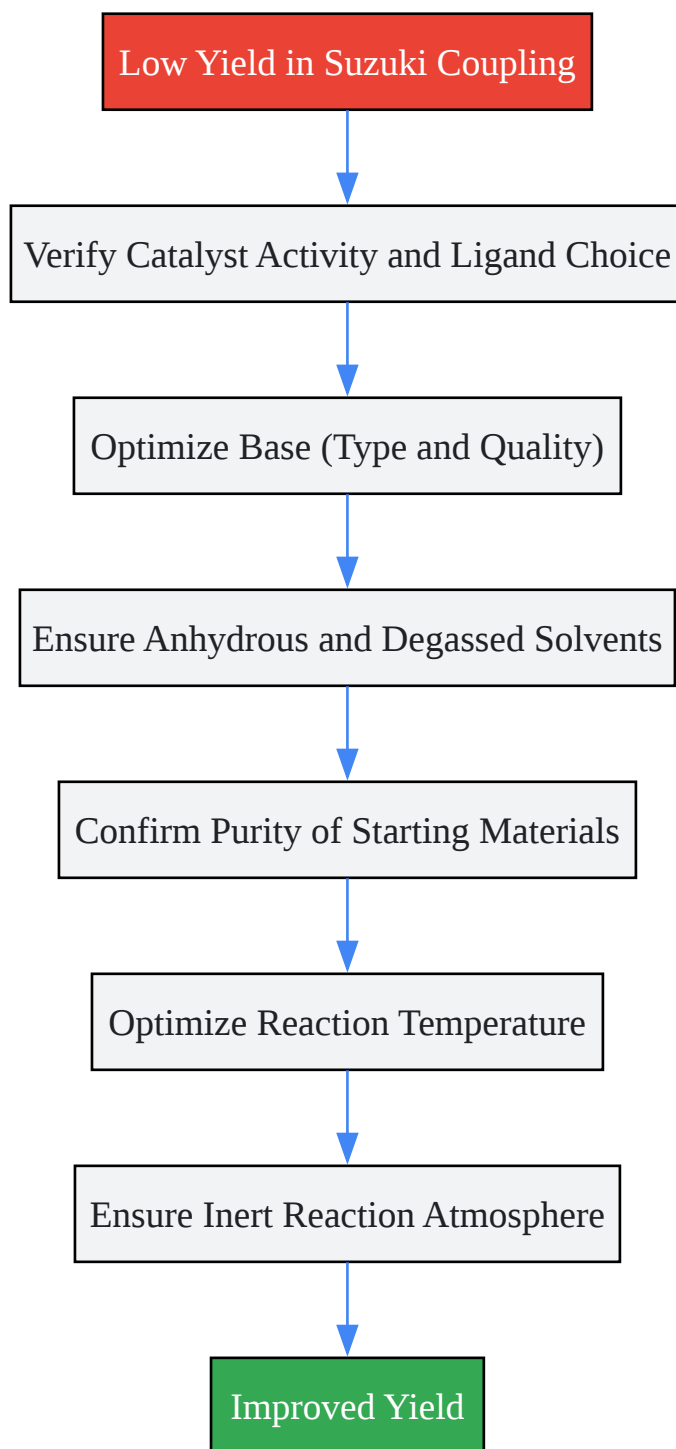 Low Yield in Suzuki Coupling
Verify Catalyst Activity and Ligand Choice
Optimize Base (Type and Quality)
Ensure Anhydrous and Degassed Solvents
Confirm Purity of Starting Materials
Optimize Reaction Temperature
Ensure Inert Reaction Atmosphere
Improved Yield